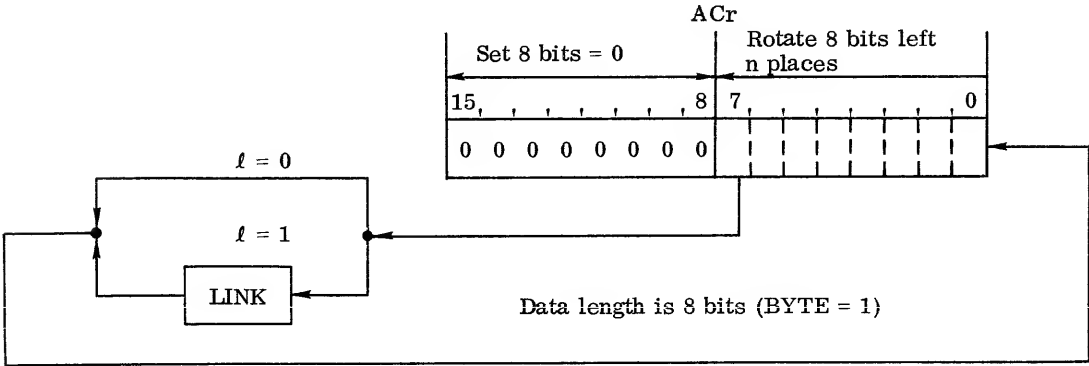 ACr
Set 8 bits = 0
Rotate 8 bits left
n places
15 8 7 0
0 0 0 0 0 0 0 0
ℓ = 0
ℓ = 1
LINK
Data length is 8 bits (BYTE = 1)